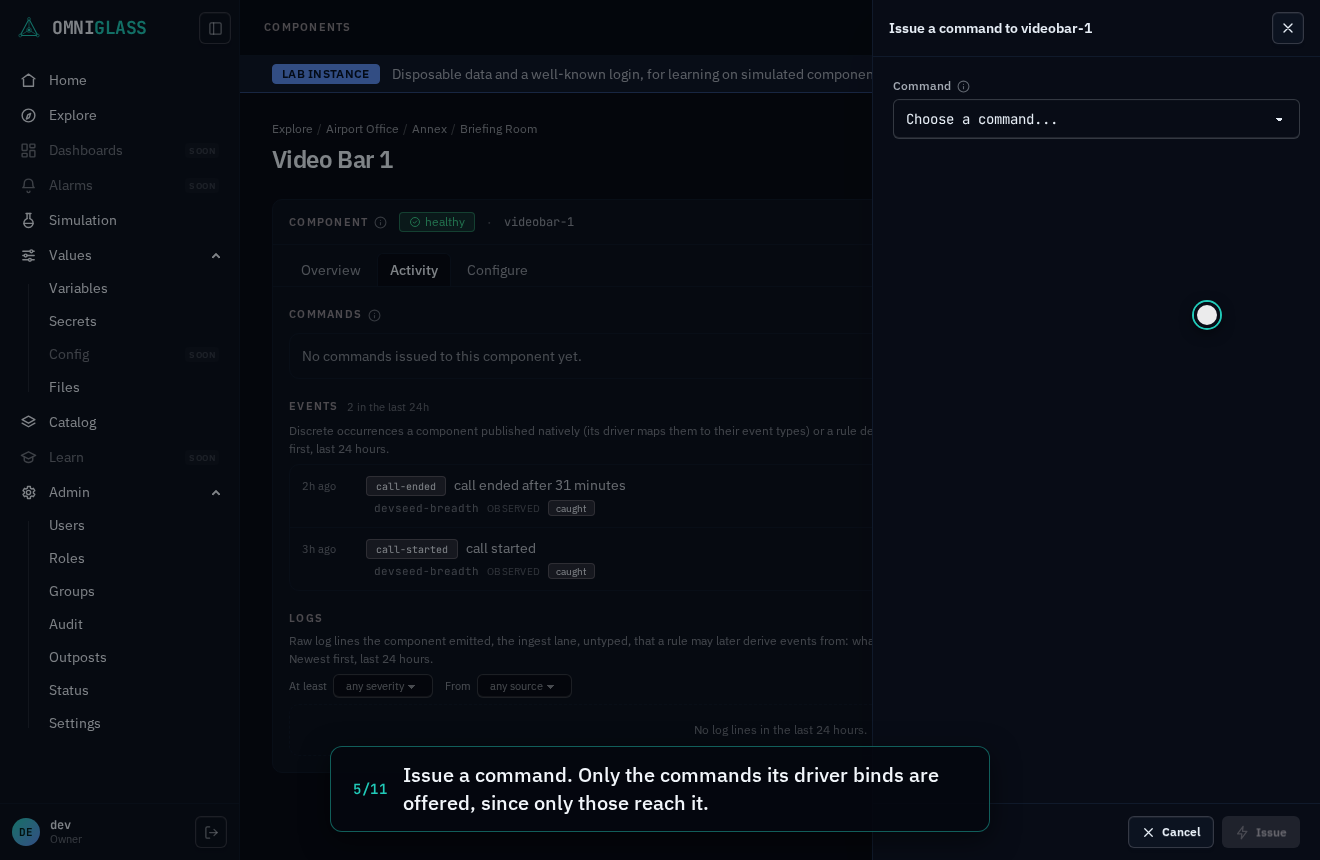 OMNIGLASS
Home
Explore
Dashboards SOON
Alarms SOON
Simulation
Values
Variables
Secrets
Config SOON
Files
Catalog
Learn SOON
Admin
Users
Roles
Groups
Audit
Outposts
Status
Settings
DE dev
Owner
COMPONENTS
LAB INSTANCE Disposable data and a well-known login, for learning on simulated componen
Explore / Airport Office / Annex / Briefing Room
Video Bar 1
COMPONENT healthy · videobar-1
Overview Activity Configure
COMMANDS
No commands issued to this component yet.
EVENTS 2 in the last 24h
Discrete occurrences a component published natively (its driver maps them to their event types) or a rule de
first, last 24 hours.
2h ago call-ended call ended after 31 minutes
devseed-breadth OBSERVED caught
3h ago call-started call started
devseed-breadth OBSERVED caught
LOGS
Raw log lines the component emitted, the ingest lane, untyped, that a rule may later derive events from: wha
Newest first, last 24 hours.
At least any severity From any source
No log lines in the last 24 hours.
Issue a command to videobar-1
Command
Choose a command...
5/11 Issue a command. Only the commands its driver binds are
offered, since only those reach it.
Cancel Issue